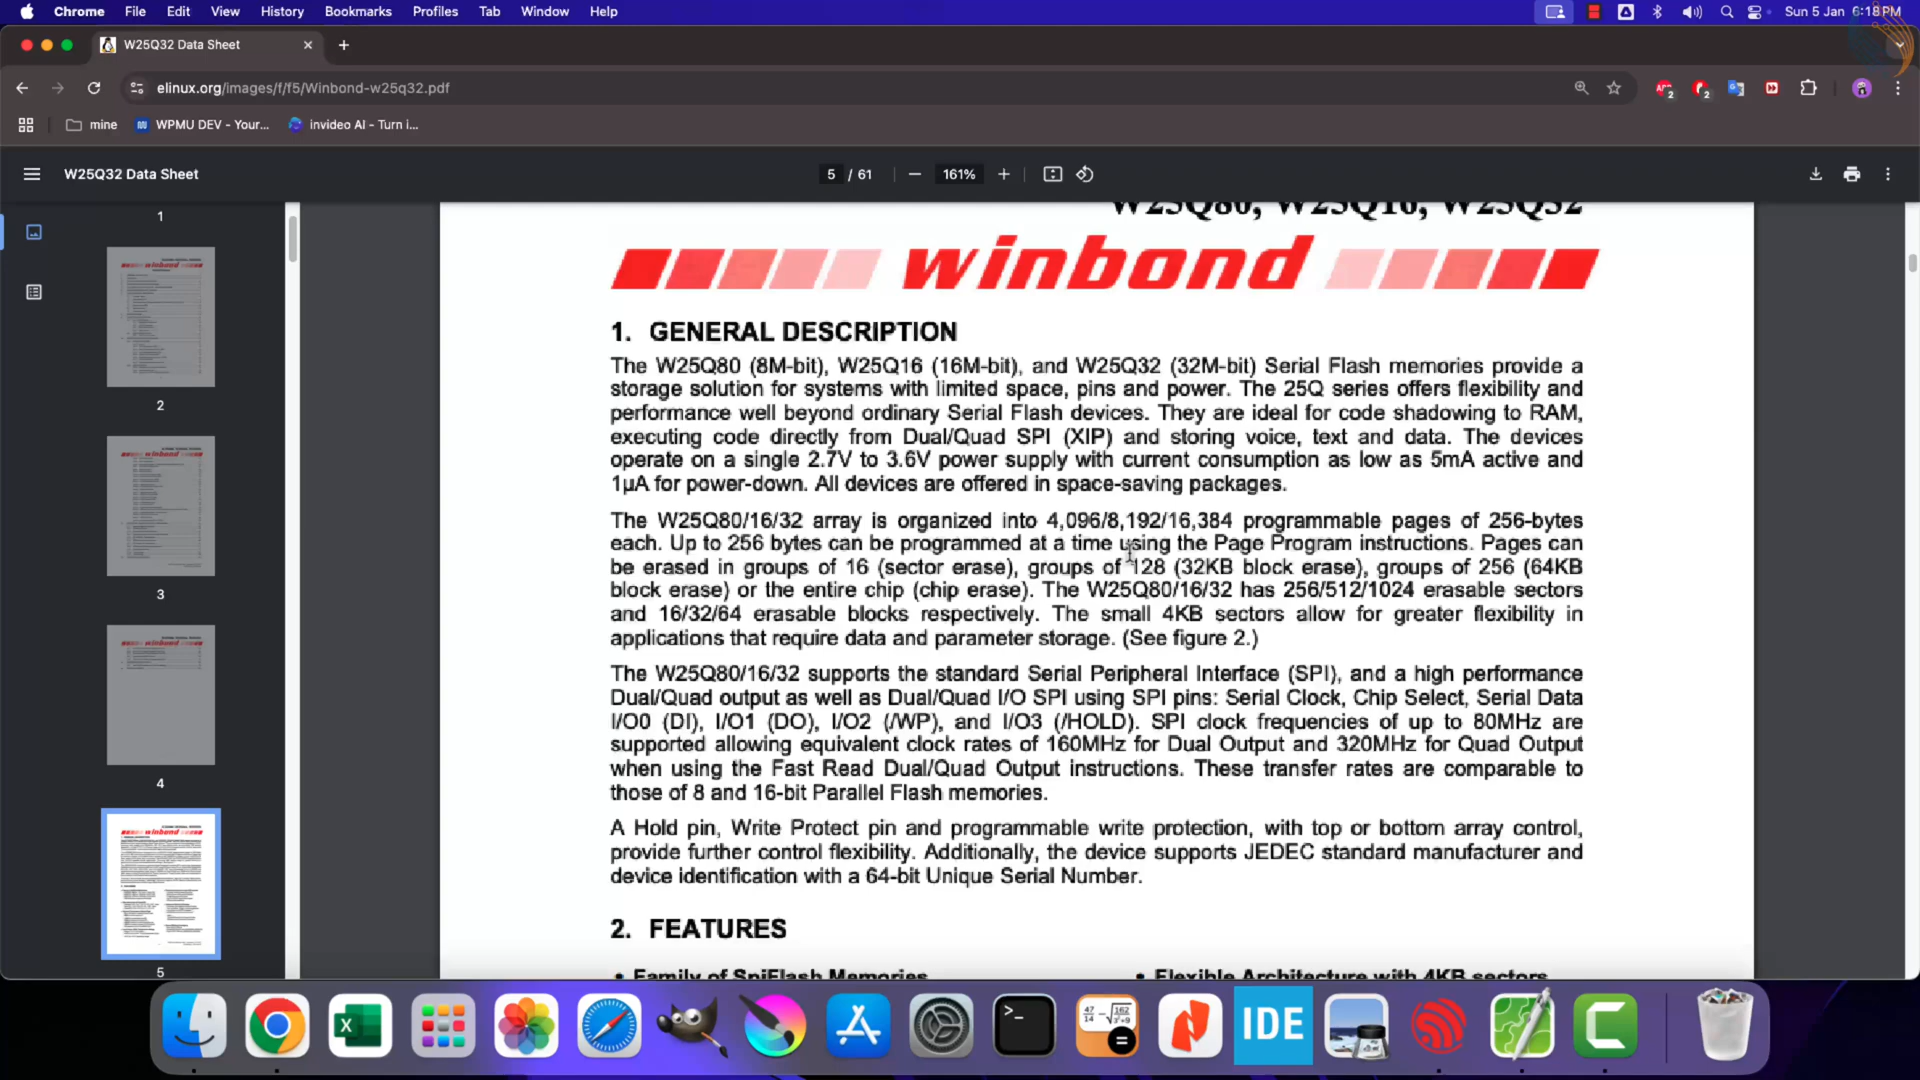 Chrome File Edit View History Bookmarks Profiles Tab Window Help Sun 5 Jan 6:18PM
W25Q32 Data Sheet
elinux.org/images/f/f5/Winbond-w25q32.pdf
mine WPMU DEV - Your... invideo AI - Turn i...
W25Q32 Data Sheet 5 / 61 161%
1
2
3
4
5
W25Q80, W25Q16, W25Q32
winbond
1. GENERAL DESCRIPTION
The W25Q80 (8M-bit), W25Q16 (16M-bit), and W25Q32 (32M-bit) Serial Flash memories provide a
storage solution for systems with limited space, pins and power. The 25Q series offers flexibility and
performance well beyond ordinary Serial Flash devices. They are ideal for code shadowing to RAM,
executing code directly from Dual/Quad SPI (XIP) and storing voice, text and data. The devices
operate on a single 2.7V to 3.6V power supply with current consumption as low as 5mA active and
1µA for power-down. All devices are offered in space-saving packages.
The W25Q80/16/32 array is organized into 4,096/8,192/16,384 programmable pages of 256-bytes
each. Up to 256 bytes can be programmed at a time using the Page Program instructions. Pages can
be erased in groups of 16 (sector erase), groups of 128 (32KB block erase), groups of 256 (64KB
block erase) or the entire chip (chip erase). The W25Q80/16/32 has 256/512/1024 erasable sectors
and 16/32/64 erasable blocks respectively. The small 4KB sectors allow for greater flexibility in
applications that require data and parameter storage. (See figure 2.)
The W25Q80/16/32 supports the standard Serial Peripheral Interface (SPI), and a high performance
Dual/Quad output as well as Dual/Quad I/O SPI using SPI pins: Serial Clock, Chip Select, Serial Data
I/O0 (DI), I/O1 (DO), I/O2 (/WP), and I/O3 (/HOLD). SPI clock frequencies of up to 80MHz are
supported allowing equivalent clock rates of 160MHz for Dual Output and 320MHz for Quad Output
when using the Fast Read Dual/Quad Output instructions. These transfer rates are comparable to
those of 8 and 16-bit Parallel Flash memories.
A Hold pin, Write Protect pin and programmable write protection, with top or bottom array control,
provide further control flexibility. Additionally, the device supports JEDEC standard manufacturer and
device identification with a 64-bit Unique Serial Number.
2. FEATURES
• Family of SpiFlash Memories
• Flexible Architecture with 4KB sectors
IDE